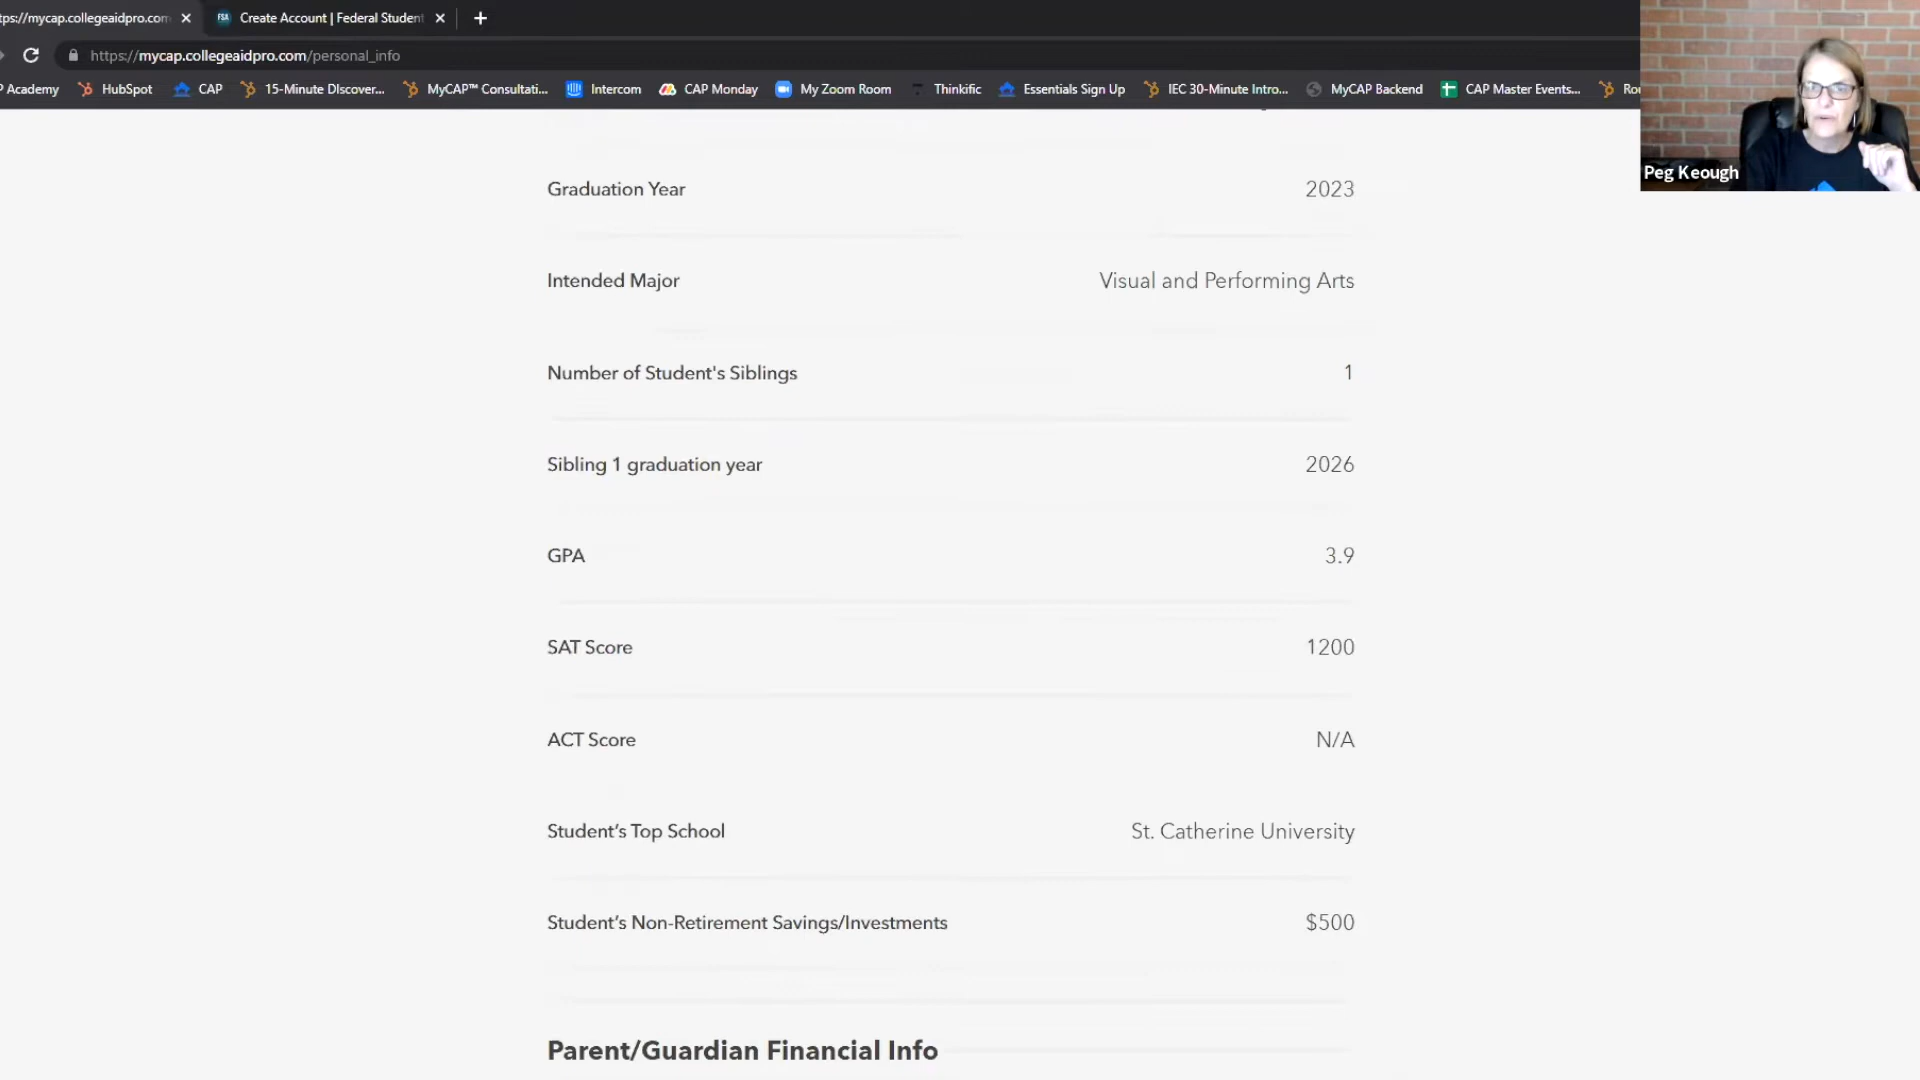 tps://mycap.collegeaidpro.com
Create Account | Federal Student
https://mycap.collegeaidpro.com/personal_info
P Academy
HubSpot
CAP
15-Minute DIscover...
MyCAP™ Consultati...
Intercom
CAP Monday
My Zoom Room
Thinkific
Essentials Sign Up
IEC 30-Minute Intro...
MyCAP Backend
CAP Master Events...
Rou
Peg Keough
Graduation Year 2023
Intended Major Visual and Performing Arts
Number of Student's Siblings 1
Sibling 1 graduation year 2026
GPA 3.9
SAT Score 1200
ACT Score N/A
Student’s Top School St. Catherine University
Student’s Non-Retirement Savings/Investments $500
Parent/Guardian Financial Info